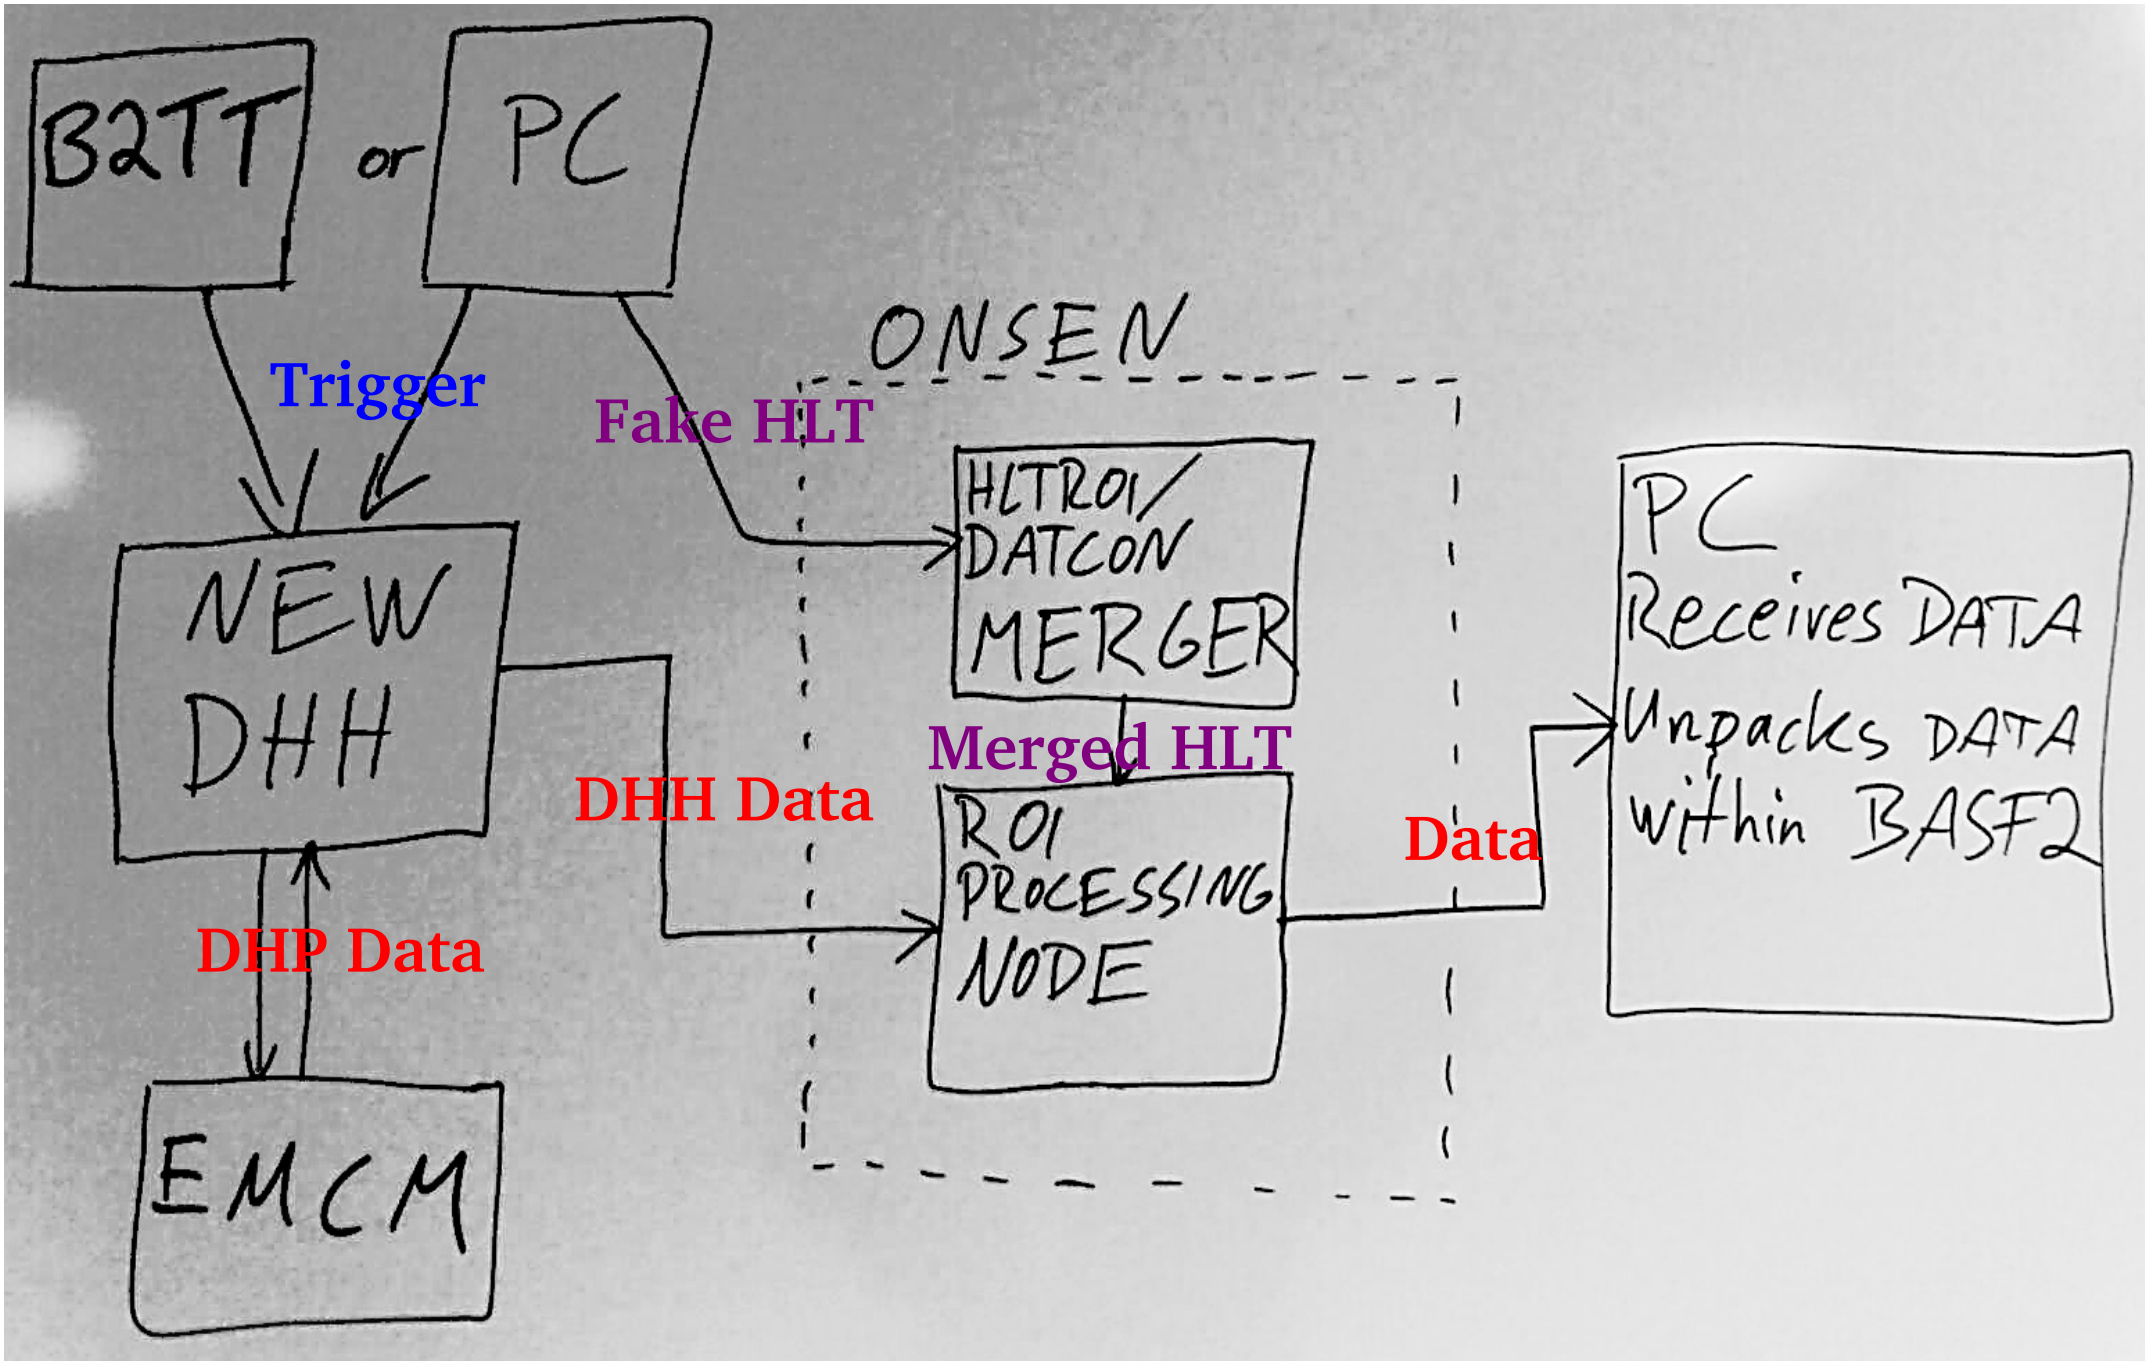 B2TT or PC
Trigger
Fake HLT
ONSEN
NEW
DHH
HLTROI/
DATCON
MERGER
Merged HLT
DHH Data
ROI
PROCESSING
NODE
Data
PC
Receives DATA
Unpacks DATA
within BASF2
DHP Data
EMCM